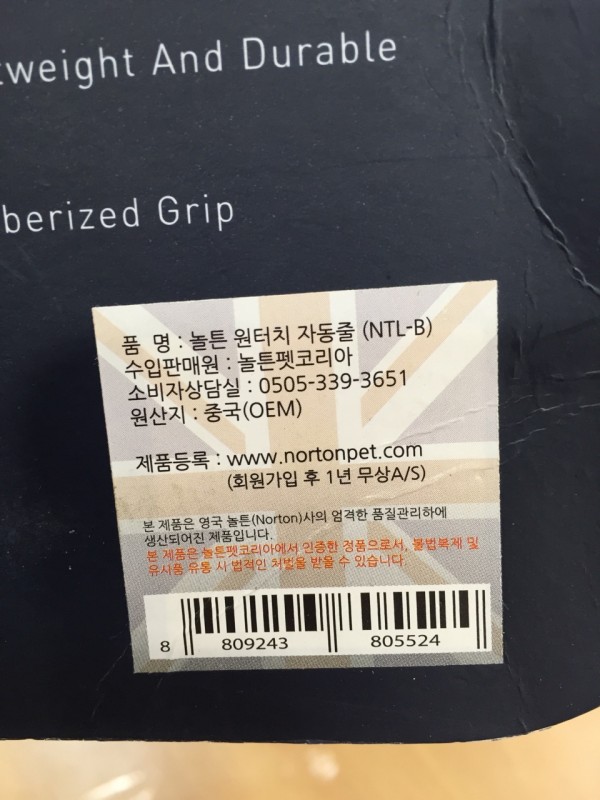 tweight And Durable
berized Grip
품 명 : 놀튼 원터치 자동줄 (NTL-B)
수입판매원 : 놀튼펫코리아
소비자상담실 : 0505-339-3651
원산지 : 중국(OEM)
제품등록 : www.nortonpet.com
(회원가입 후 1년 무상A/S)
본 제품은 영국 놀튼(Norton)사의 엄격한 품질관리하에
생산되어진 제품입니다.
본 제품은 놀튼펫코리아에서 인증한 정품으로서, 불법복제 및
유사품 유통 시 법적인 처벌을 받을 수 있습니다.
8 809243 805524